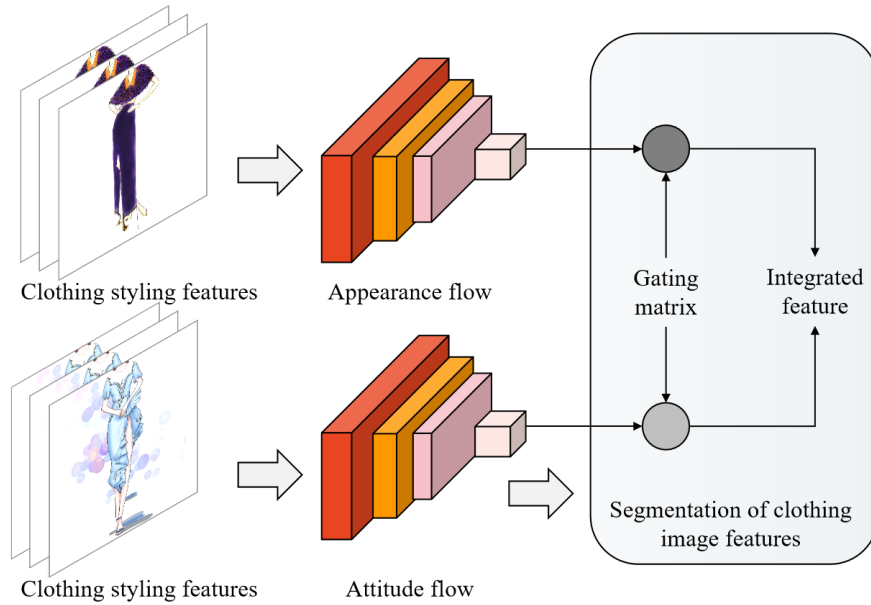 Clothing styling features
Appearance flow
Gating
matrix
Integrated
feature
Clothing styling features
Attitude flow
Segmentation of clothing
image features